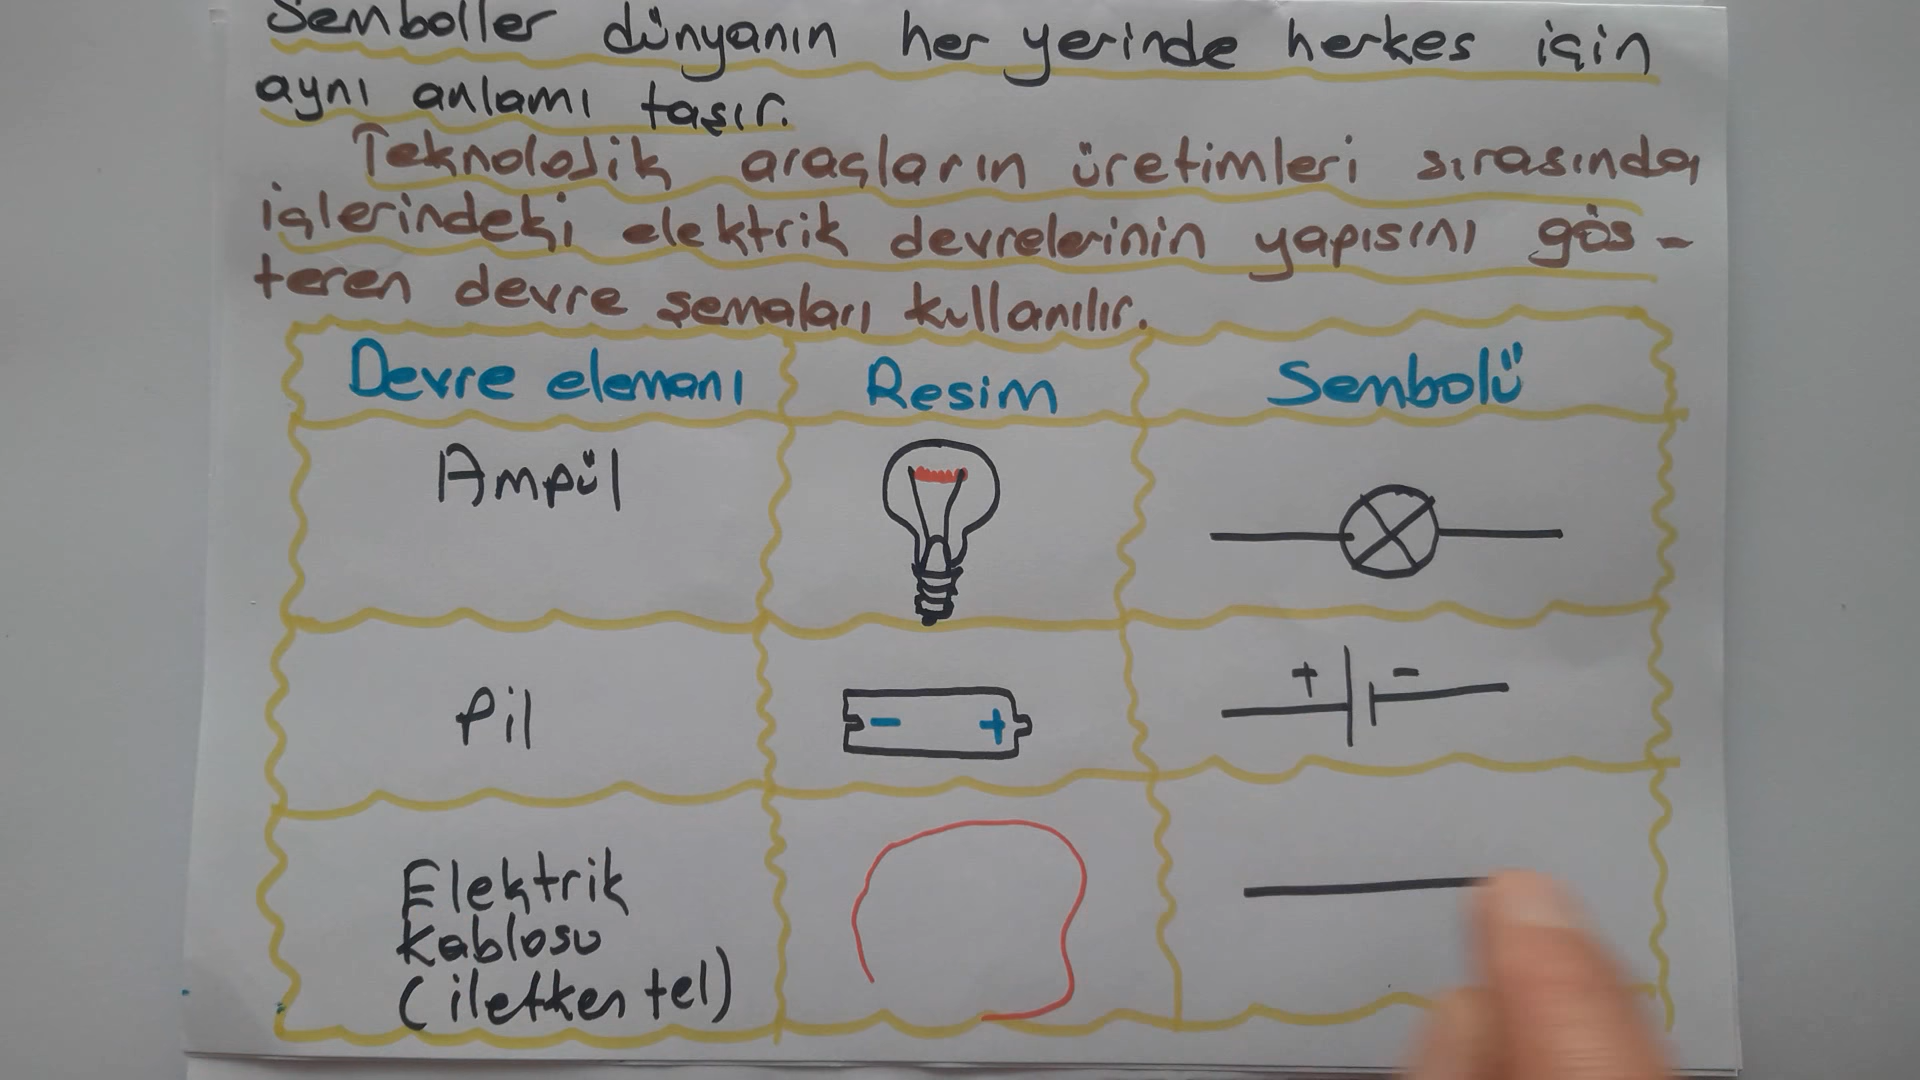 Semboller dünyanın her yerinde herkes için
aynı anlamı taşır.
Teknolojik araçların üretimleri sırasında,
içlerindeki elektrik devrelerinin yapısını gös-
teren devre şemaları kullanılır.
Devre elemanı Resim Sembolü
Ampül
+ -
Pil - +
Elektrik
Kablosu
(iletken tel)